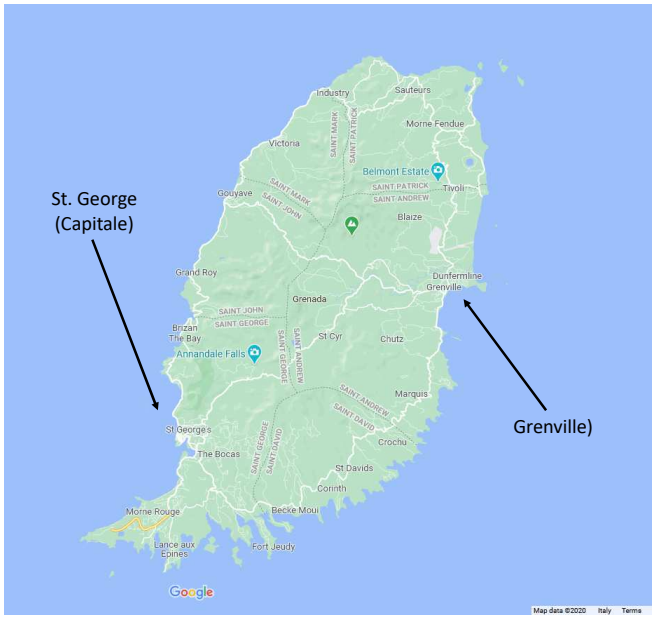 Industry
Sauteurs
SAINT MARK
SAINT PATRICK
Morne Fendue
Victoria
Belmont Estate
SAINT PATRICK
SAINT ANDREW
Tivoli
SAINT MARK
SAINT JOHN
Gouyave
St. George
(Capitale)
Blaize
Grand Roy
Dunfermline
Grenville
Grenada
SAINT JOHN
SAINT GEORGE
Brizan
The Bay
St Cyr
Chutz
SAINT GEORGE
SAINT ANDREW
Annandale Falls
SAINT ANDREW
SAINT DAVID
Marquis
Grenville)
St George's
SAINT GEORGE
SAINT DAVID
Crochu
The Bocas
St Davids
Corinth
Morne Rouge
Becke Moui
Lance aux
Epines
Fort Jeudy
Google
Map data ©2020 Italy Terms